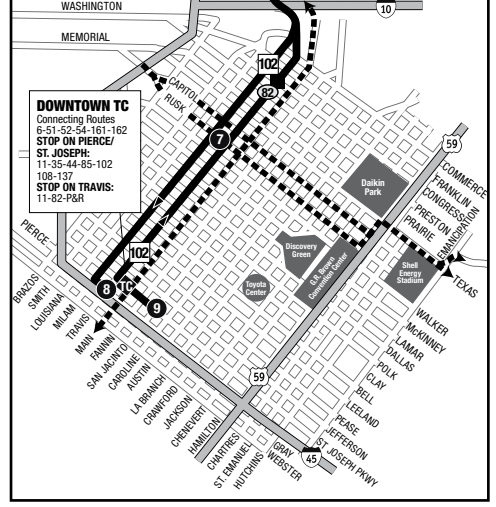 WASHINGTON
10
MEMORIAL
102
CAPITOL
82
RUSK
DOWNTOWN TC
Connecting Routes
6-51-52-54-161-162
STOP ON PIERCE/
ST. JOSEPH:
11-35-44-85-102
108-137
STOP ON TRAVIS:
11-82-P&R
7
59
COMMERCE
FRANKLIN
CONGRESS
PRESTON
PRAIRIE
EMANCIPATION
TEXAS
Daikin
Park
Discovery
Green
G.R. Brown
Convention Center
Shell
Energy
Stadium
Toyota
Center
102
8
TC
9
PIERCE
BRAZOS
SMITH
LOUISIANA
MILAM
TRAVIS
MAIN
FANNIN
SAN JACINTO
CAROLINE
AUSTIN
LA BRANCH
CRAWFORD
JACKSON
CHENEVERT
HAMILTON
CHARTRES
ST. EMANUEL
HUTCHINS
59
WALKER
McKINNEY
LAMAR
DALLAS
POLK
CLAY
BELL
LEELAND
PEASE
JEFFERSON
ST JOSEPH PKWY
GRAY
WEBSTER
45